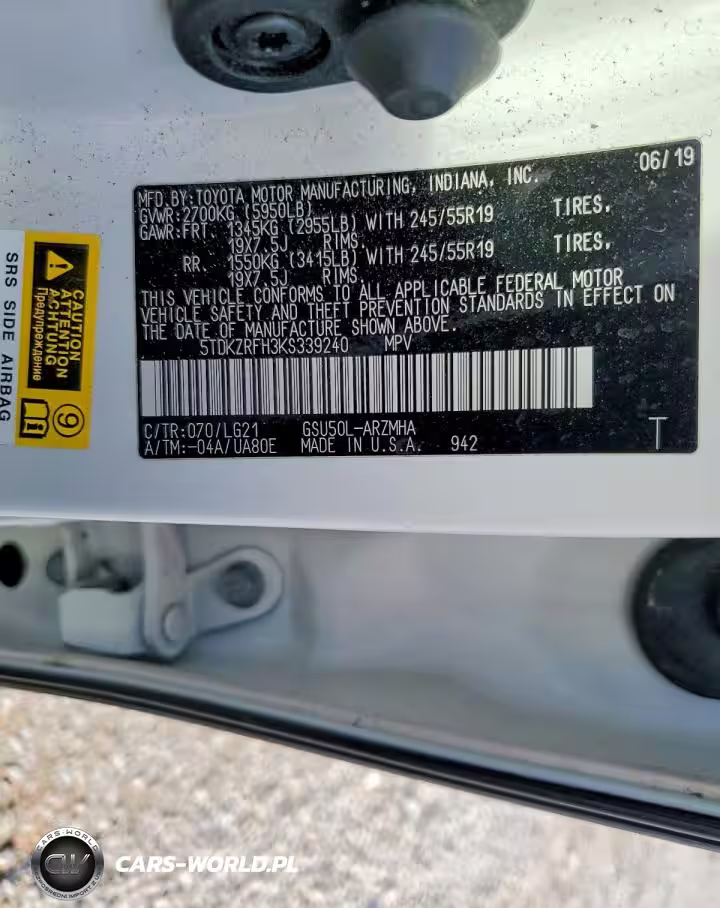 06/19
MFD.BY:TOYOTA MOTOR MANUFACTURING, INDIANA, INC.
GVWR:2700KG (5950LB)
GAWR:FRT. 1345KG (2955LB) WITH 245/55R19 TIRES.
19X7.5J RIMS.
RR. 1550KG (3415LB) WITH 245/55R19 TIRES.
19X7.5J RIMS.
THIS VEHICLE CONFORMS TO ALL APPLICABLE FEDERAL MOTOR
VEHICLE SAFETY AND THEFT PREVENTION STANDARDS IN EFFECT ON
THE DATE OF MANUFACTURE SHOWN ABOVE.
5TDKZRFH3KS339240 MPV
C/TR:070/LG21 GSU50L-ARZMHA
A/TM:-04A/UA80E MADE IN U.S.A. 942
T
SRS SIDE AIRBAG
CAUTION
ATTENTION
ACHTUNG
Предупреждение
9
CARS-WORLD
CW
CARS-WORLD.PL